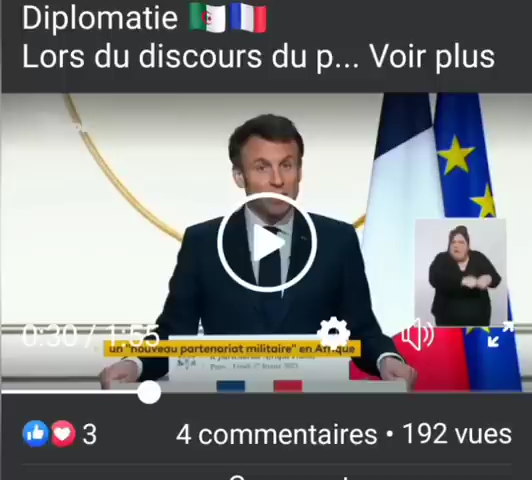 Diplomatie 🇩🇿🇫🇷
Lors du discours du p... Voir plus
0:30 / 1:55
un "nouveau partenariat militaire" en Afrique
3
4 commentaires • 192 vues